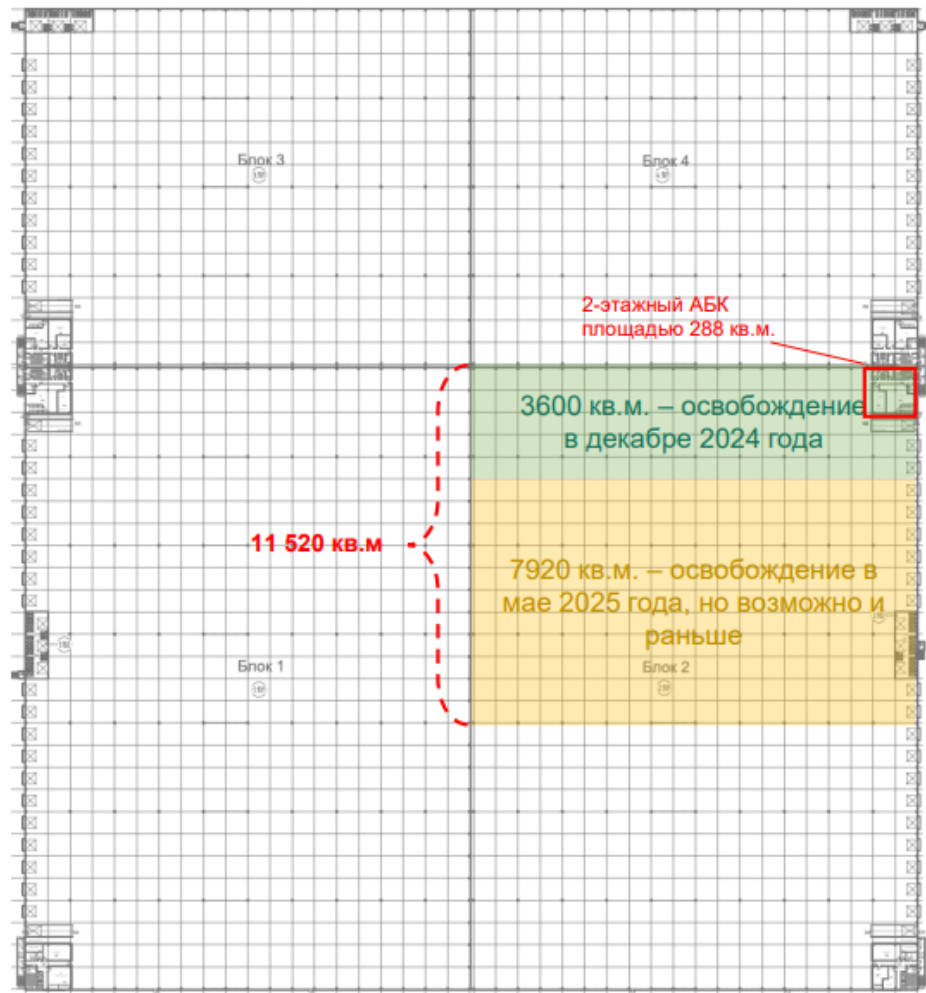 Блок 3
Блок 4
2-этажный АБК
площадью 288 кв.м.
3600 кв.м. – освобождение
в декабре 2024 года
11 520 кв.м
7920 кв.м. – освобождение в
мае 2025 года, но возможно и
раньше
Блок 1
Блок 2